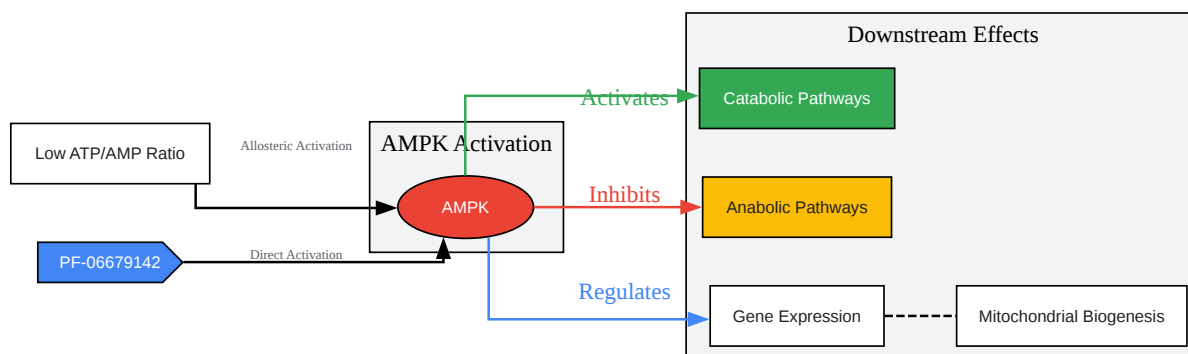 Downstream Effects
Activates
Catabolic Pathways
Low ATP/AMP Ratio
Allosteric Activation
AMPK Activation
AMPK
Inhibits
Anabolic Pathways
PF-06679142
Direct Activation
Regulates
Gene Expression
Mitochondrial Biogenesis